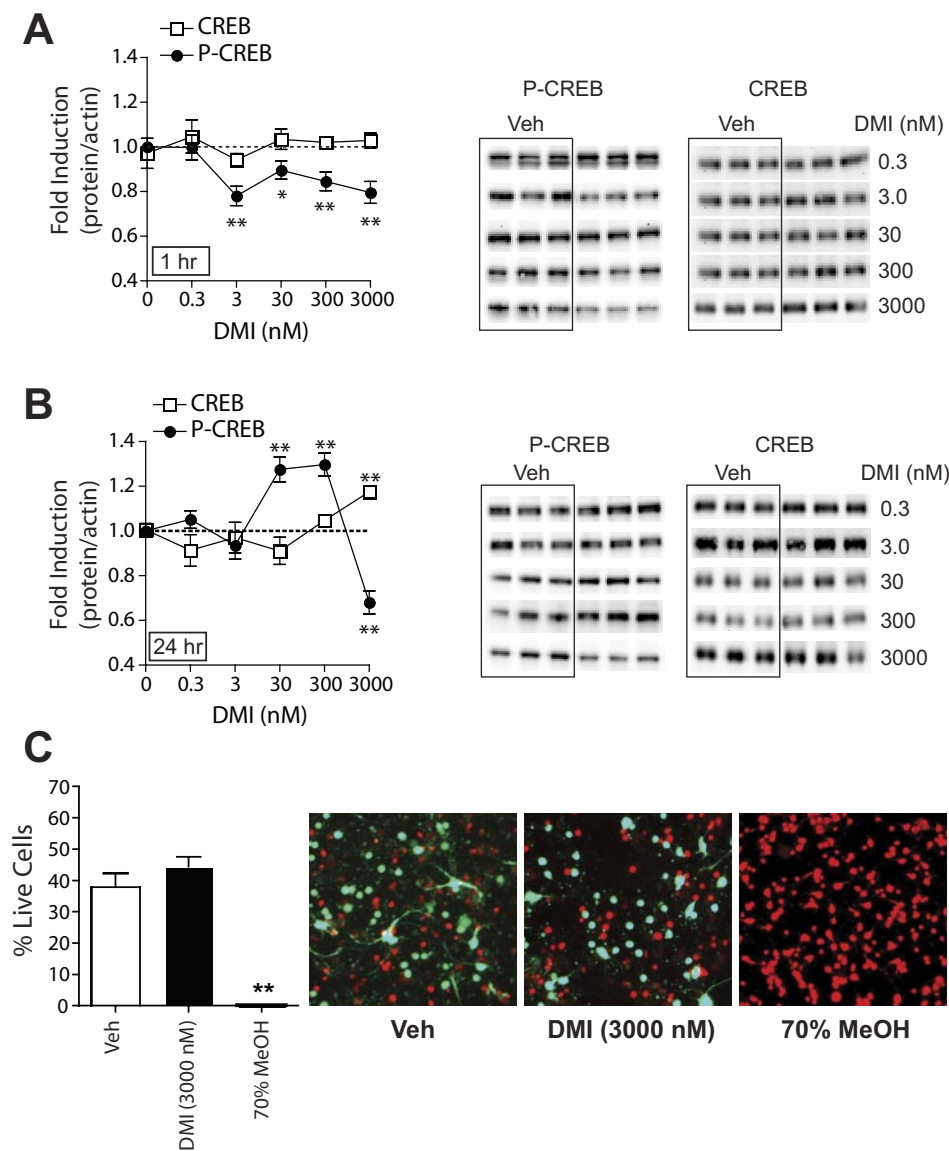 A
CREB
P-CREB
Fold Induction
(protein/actin)
1.4
1.2
1.0
0.8
0.6
0.4
** * ** **
1 hr
0 0.3 3 30 300 3000
DMI (nM)
P-CREB CREB
Veh Veh DMI (nM)
0.3
3.0
30
300
3000
B
CREB
P-CREB
Fold Induction
(protein/actin)
1.4
1.2
1.0
0.8
0.6
0.4
** ** **
**
24 hr
0 0.3 3 30 300 3000
DMI (nM)
P-CREB CREB
Veh Veh DMI (nM)
0.3
3.0
30
300
3000
C
% Live Cells
70
60
50
40
30
20
10
0
**
Veh
DMI (3000 nM)
70% MeOH
Veh DMI (3000 nM) 70% MeOH